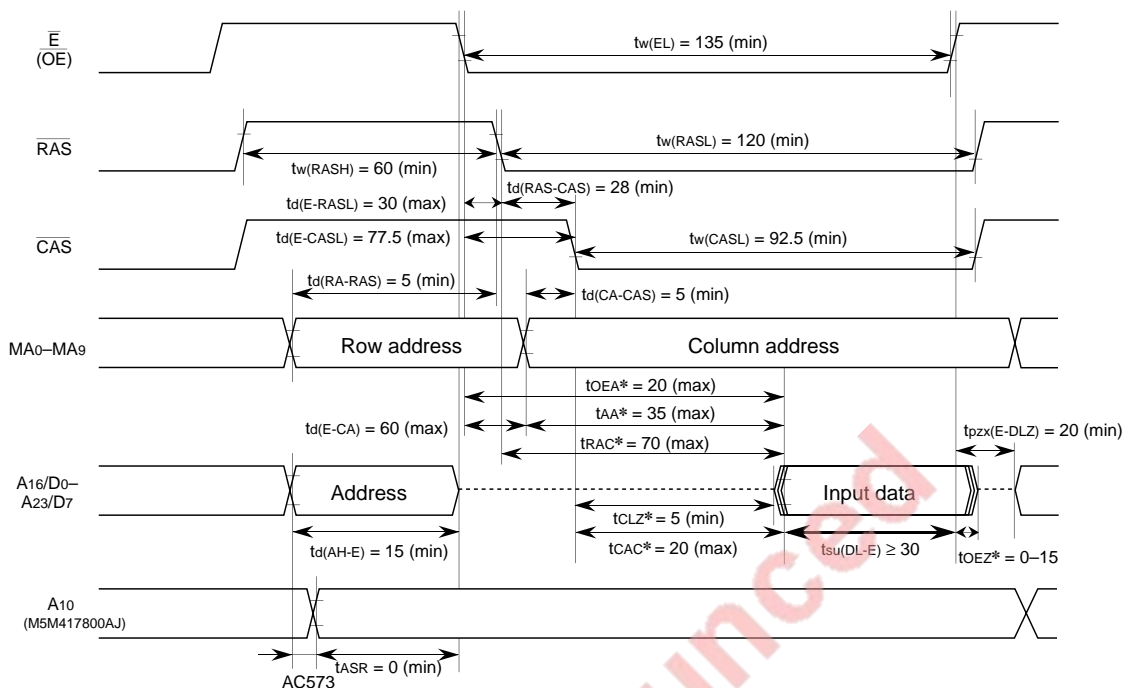 E
(OE)
tw(EL) = 135 (min)
RAS
tw(RASL) = 120 (min)
tw(RASH) = 60 (min)
td(RAS-CAS) = 28 (min)
td(E-RASL) = 30 (max)
CAS
td(E-CASL) = 77.5 (max)
tw(CASL) = 92.5 (min)
td(RA-RAS) = 5 (min)
td(CA-CAS) = 5 (min)
MA0–MA9
Row address
Column address
tOEA* = 20 (max)
tAA* = 35 (max)
td(E-CA) = 60 (max)
tpzx(E-DLZ) = 20 (min)
tRAC* = 70 (max)
A16/D0–
A23/D7
Address
Input data
tCLZ* = 5 (min)
td(AH-E) = 15 (min)
tCAC* = 20 (max)
tsu(DL-E) ≥ 30
tOEZ* = 0–15
A10
(M5M417800AJ)
tASR = 0 (min)
AC573